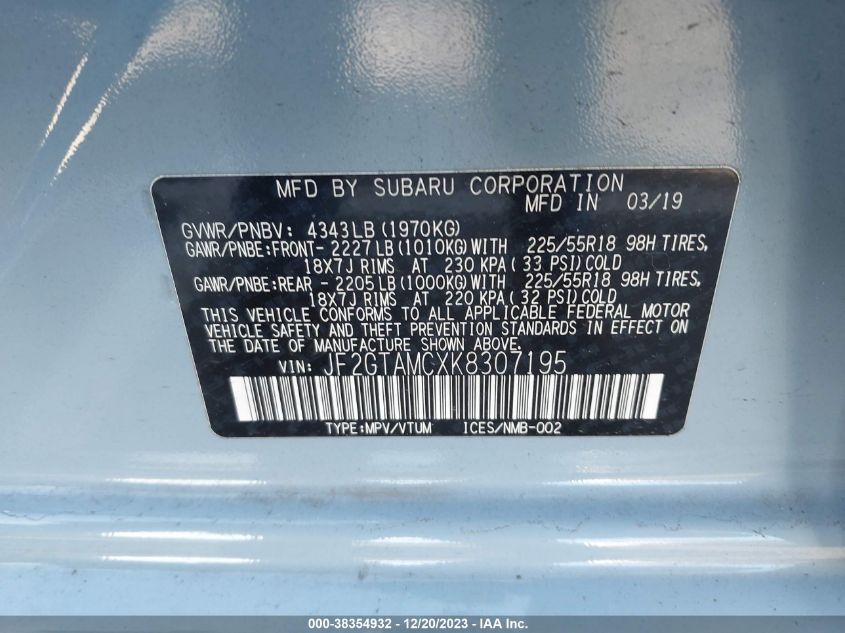 MFD BY SUBARU CORPORATION
MFD IN 03/19
GVWR/PNBV: 4343LB (1970KG)
GAWR/PNBE:FRONT- 2227LB (1010KG) WITH 225/55R18 98H TIRES,
18X7J RIMS AT 230 KPA ( 33 PSI) COLD
GAWR/PNBE:REAR - 2205LB (1000KG) WITH 225/55R18 98H TIRES,
18X7J RIMS AT 220 KPA ( 32 PSI) COLD
THIS VEHICLE CONFORMS TO ALL APPLICABLE FEDERAL MOTOR
VEHICLE SAFETY AND THEFT PREVENTION STANDARDS IN EFFECT ON
THE DATE OF MANUFACTURE SHOWN ABOVE.
VIN: JF2GTAMCXK8307195
TYPE:MPV/VTUM ICES/NMB-002
000-38354932 - 12/20/2023 - IAA Inc.